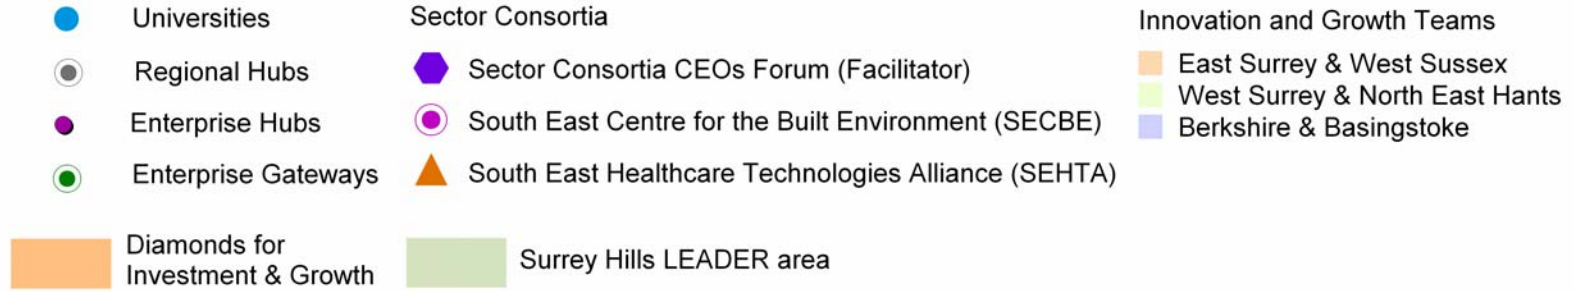 Universities
Regional Hubs
Enterprise Hubs
Enterprise Gateways
Diamonds for
Investment & Growth
Sector Consortia
Sector Consortia CEOs Forum (Facilitator)
South East Centre for the Built Environment (SECBE)
South East Healthcare Technologies Alliance (SEHTA)
Surrey Hills LEADER area
Innovation and Growth Teams
East Surrey & West Sussex
West Surrey & North East Hants
Berkshire & Basingstoke